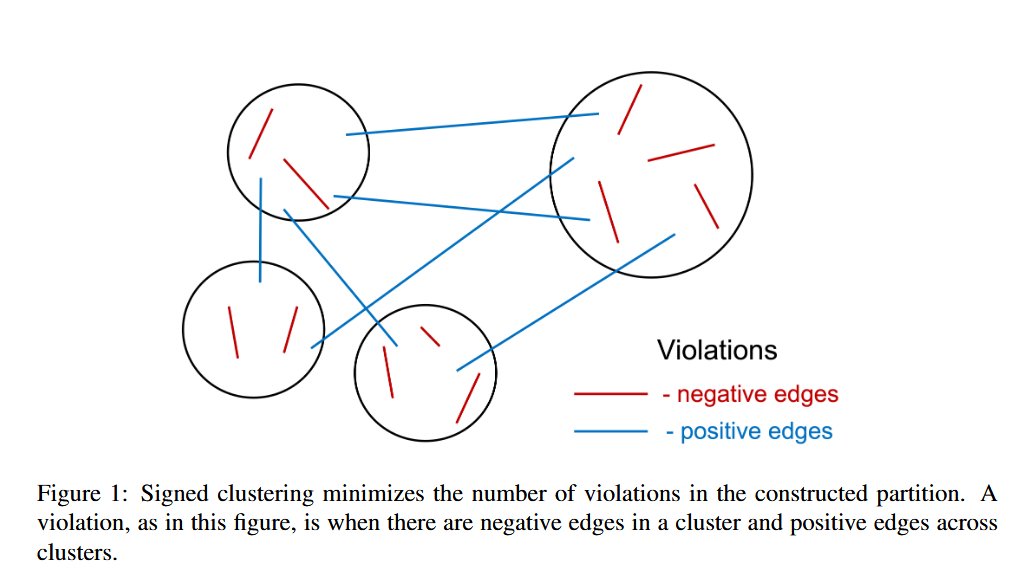 Violations
- negative edges
- positive edges
Figure 1: Signed clustering minimizes the number of violations in the constructed partition. A
violation, as in this figure, is when there are negative edges in a cluster and positive edges across
clusters.